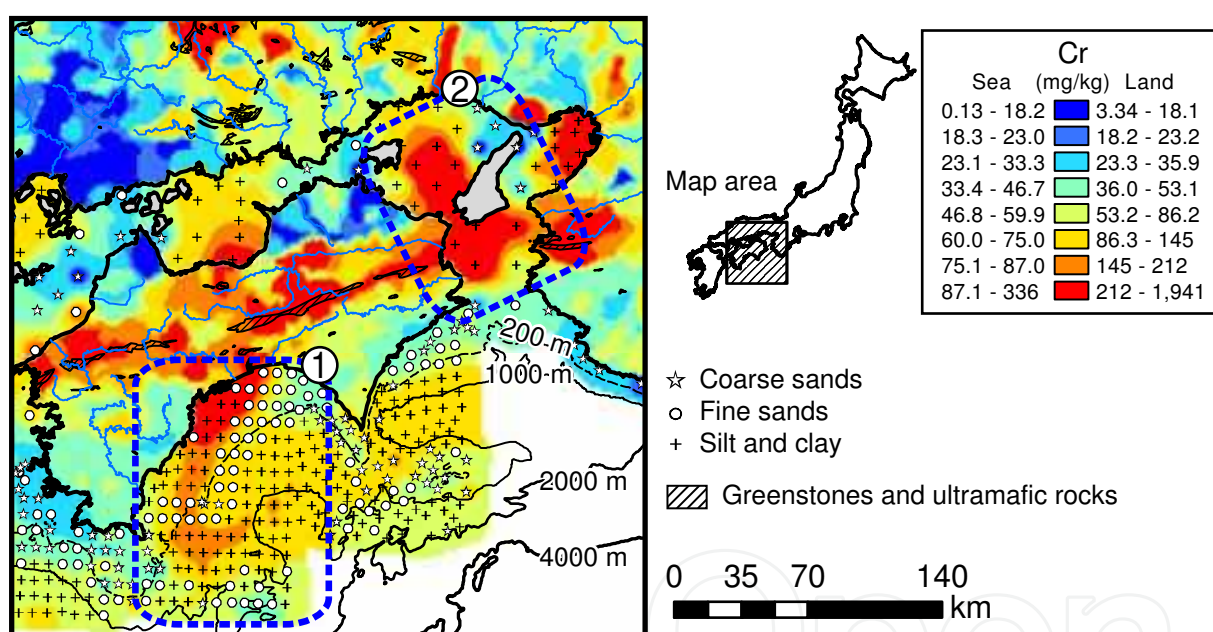 2
1
200-m
1000-m
2000 m
4000 m
Map area
Cr
Sea (mg/kg) Land
0.13 - 18.2 3.34 - 18.1
18.3 - 23.0 18.2 - 23.2
23.1 - 33.3 23.3 - 35.9
33.4 - 46.7 36.0 - 53.1
46.8 - 59.9 53.2 - 86.2
60.0 - 75.0 86.3 - 145
75.1 - 87.0 145 - 212
87.1 - 336 212 - 1,941
Coarse sands
Fine sands
Silt and clay
Greenstones and ultramafic rocks
0 35 70 140
km
Open